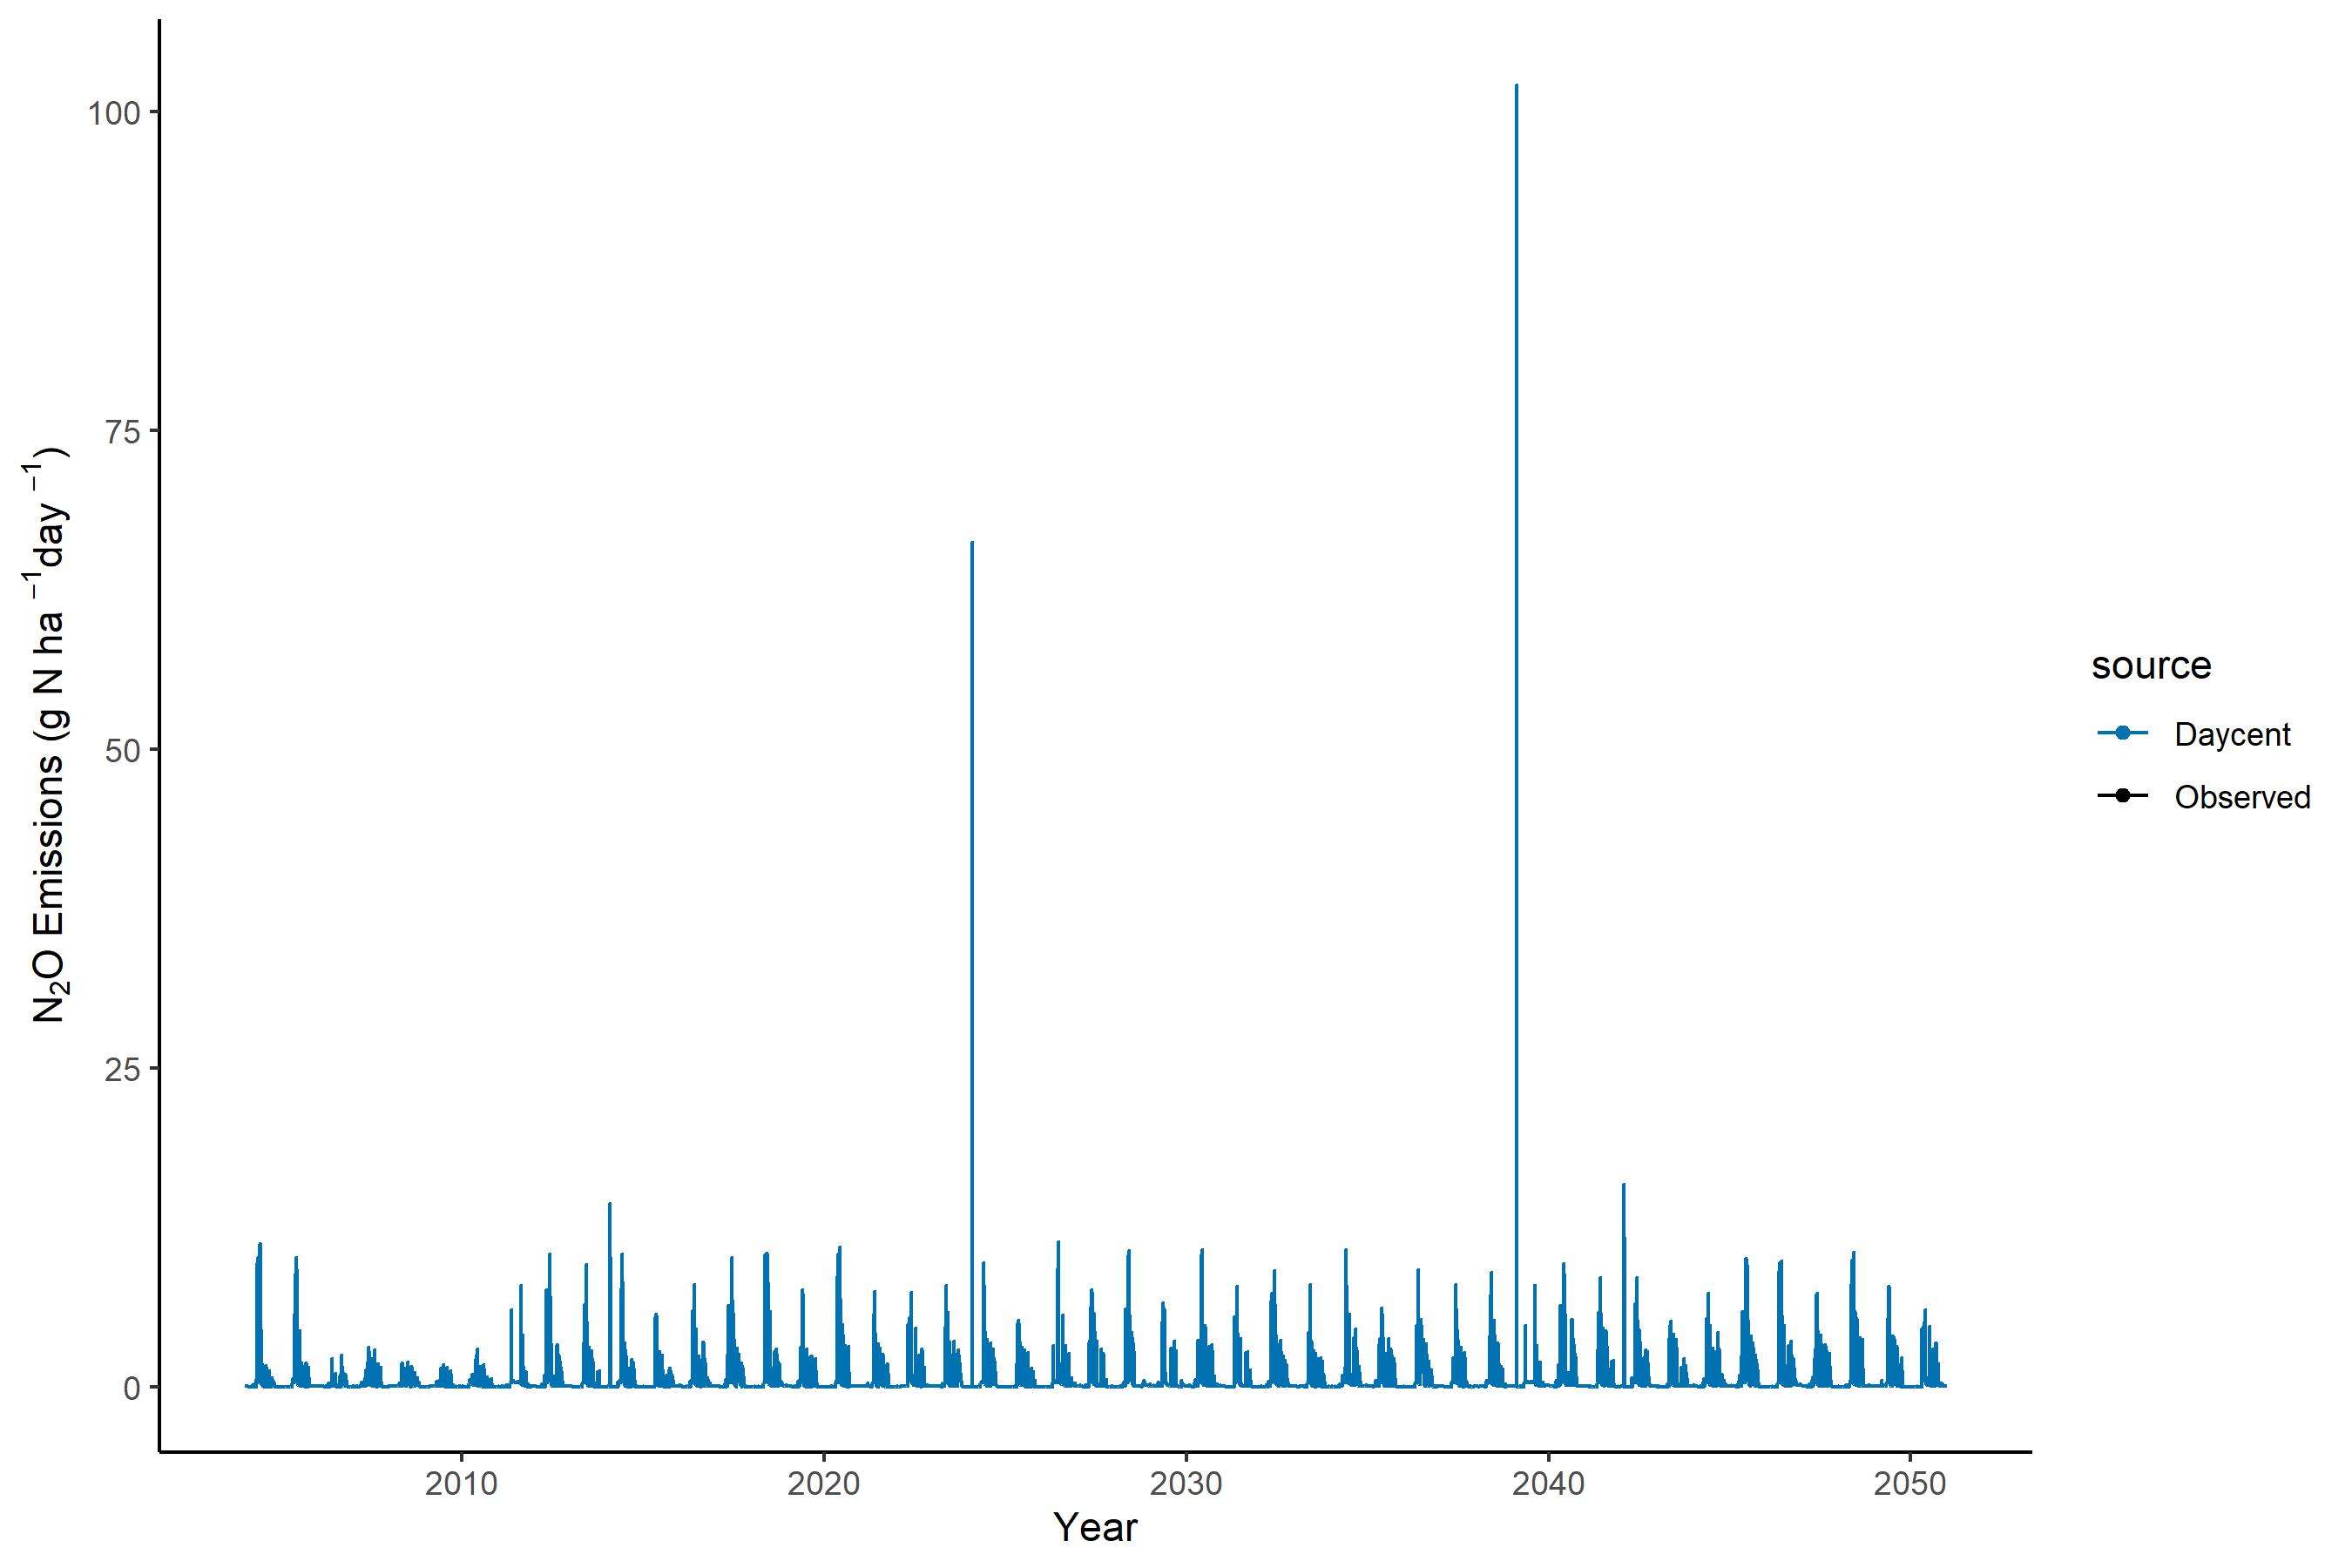 N₂O Emissions (g N ha ⁻¹day ⁻¹)
100
75
50
25
0
2010 2020 2030 2040 2050
Year
source
Daycent
Observed